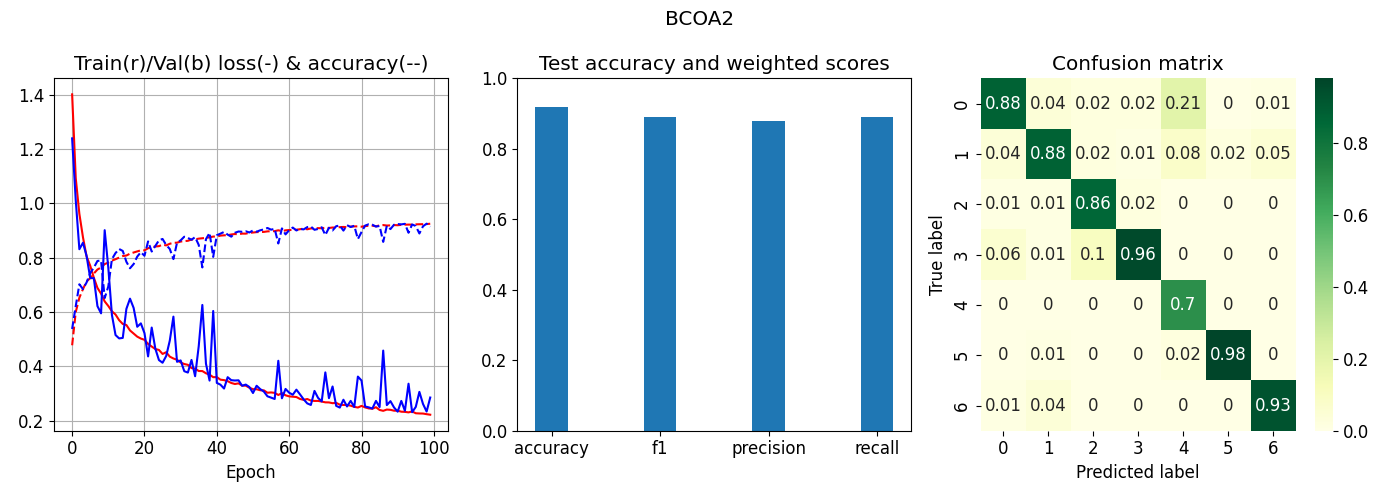 BCOA2
Train(r)/Val(b) loss(-) & accuracy(--)
1.4
1.2
1.0
0.8
0.6
0.4
0.2
0 20 40 60 80 100
Epoch
Test accuracy and weighted scores
1.0
0.8
0.6
0.4
0.2
0.0
accuracy f1 precision recall
Confusion matrix
True label
0 0.88 0.04 0.02 0.02 0.21 0 0.01
1 0.04 0.88 0.02 0.01 0.08 0.02 0.05
2 0.01 0.01 0.86 0.02 0 0 0
3 0.06 0.01 0.1 0.96 0 0 0
4 0 0 0 0 0.7 0 0
5 0 0.01 0 0 0.02 0.98 0
6 0.01 0.04 0 0 0 0 0.93
0 1 2 3 4 5 6
Predicted label
0.8
0.6
0.4
0.2
0.0